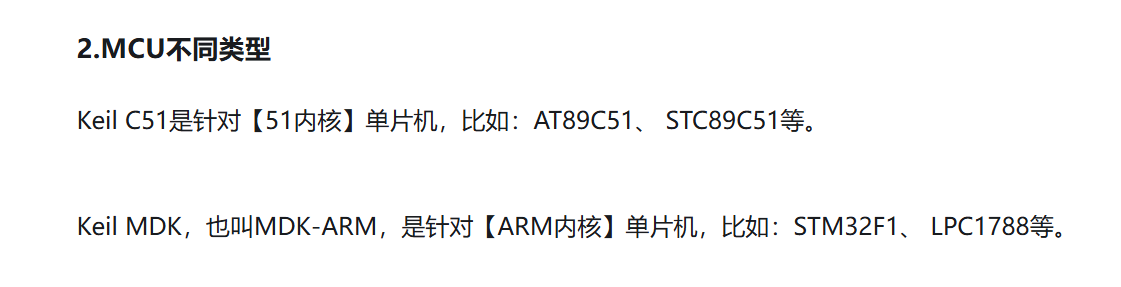 2.MCU不同类型
Keil C51是针对【51内核】单片机，比如：AT89C51、 STC89C51等。
Keil MDK，也叫MDK-ARM，是针对【ARM内核】单片机，比如：STM32F1、 LPC1788等。